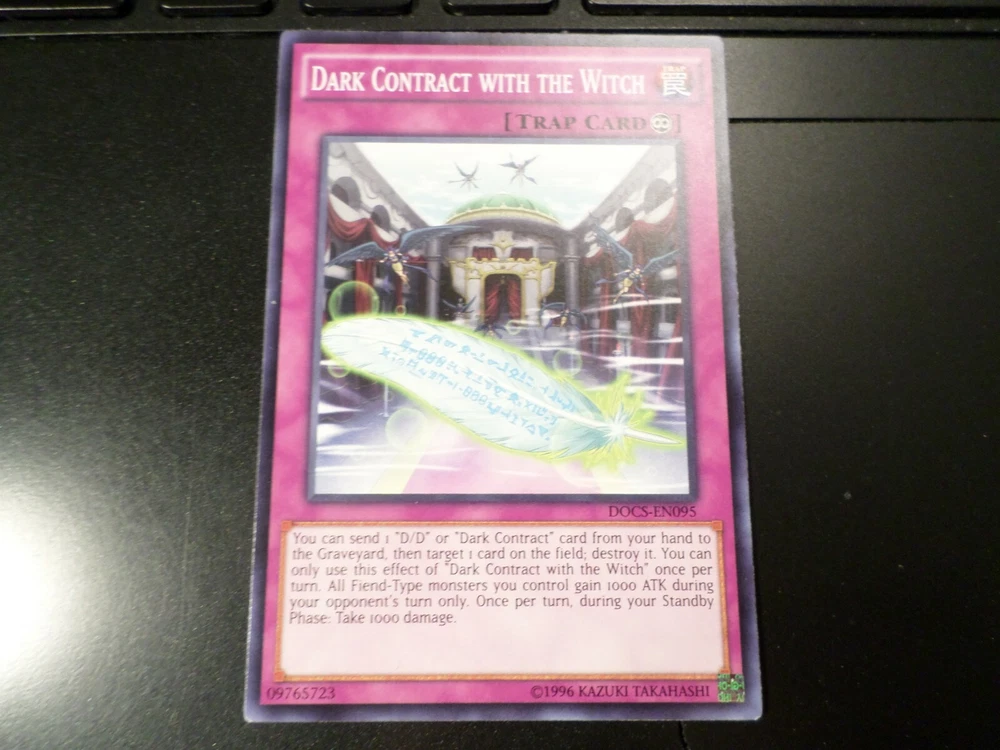 DARK CONTRACT WITH THE WITCH
TRAP
罠
[TRAP CARD ]
DOCS-EN095
You can send 1 "D/D" or "Dark Contract" card from your hand to
the Graveyard, then target 1 card on the field; destroy it. You can
only use this effect of "Dark Contract with the Witch" once per
turn. All Fiend-Type monsters you control gain 1000 ATK during
your opponent's turn only. Once per turn, during your Standby
Phase: Take 1000 damage.
09765723
©1996 KAZUKI TAKAHASHI